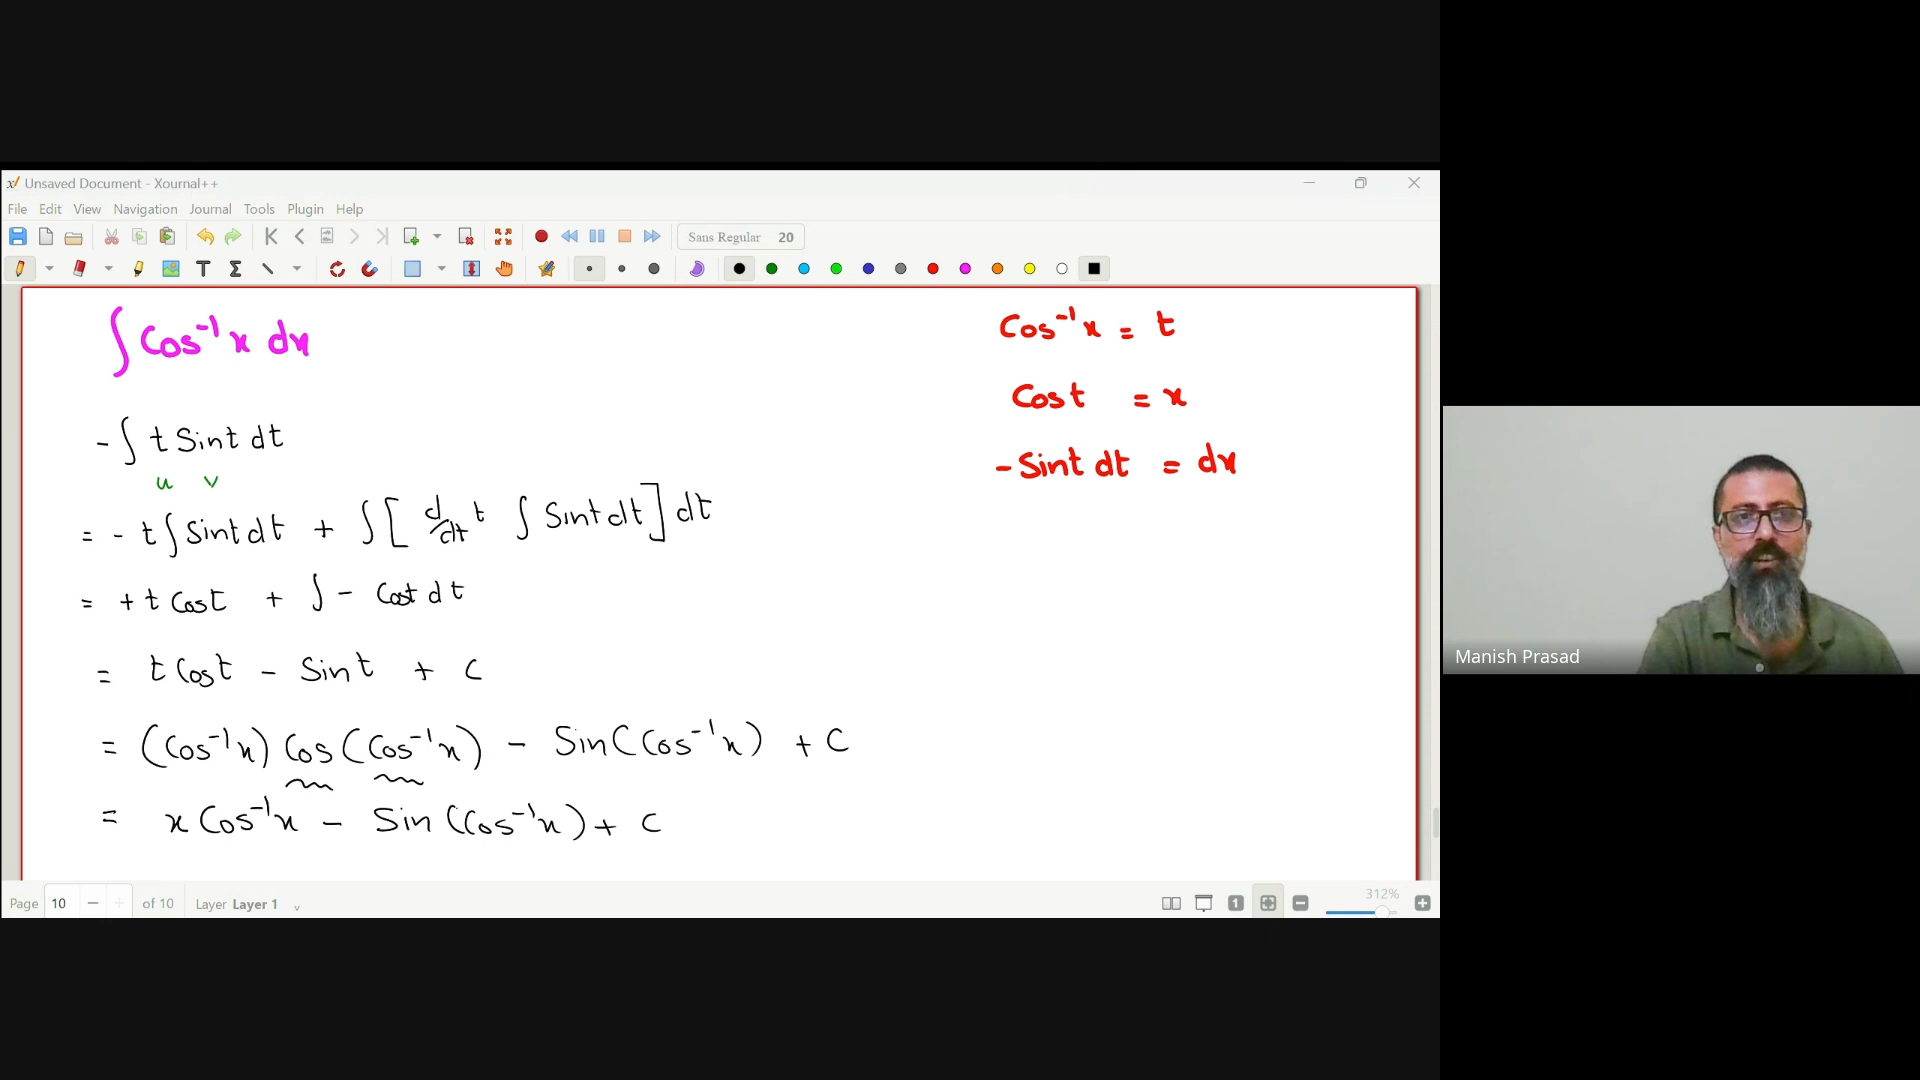 Unsaved Document - Xournal++
File Edit View Navigation Journal Tools Plugin Help
Sans Regular 20
∫ Cos⁻¹x dx
Cos⁻¹x = t
Cost = x
-Sint dt = dx
- ∫ t Sint dt
u v
= - t ∫ Sint dt + ∫ [ d/dt t ∫ Sint dt ] dt
= + t Cost + ∫ - Cost dt
= t Cost - Sint + C
= (Cos⁻¹x) Cos (Cos⁻¹x) - Sin(Cos⁻¹x) + C
= x Cos⁻¹x - Sin (Cos⁻¹x) + C
Manish Prasad
Page 10 of 10 Layer Layer 1 312%